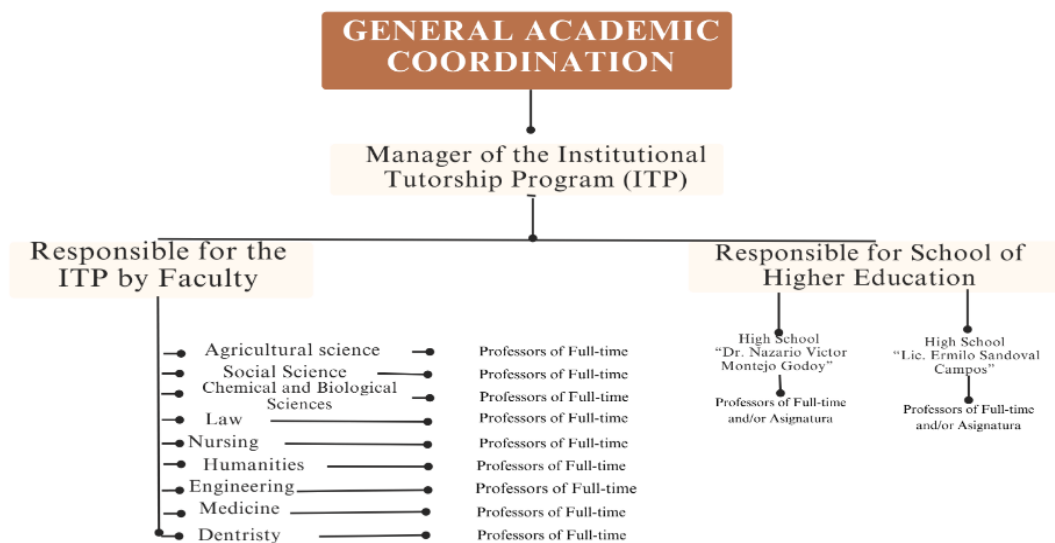 GENERAL ACADEMIC
COORDINATION
Manager of the Institutional
Tutorship Program (ITP)
Responsible for the
ITP by Faculty
Agricultural science
Professors of Full-time
Social Science
Professors of Full-time
Chemical and Biological
Sciences
Professors of Full-time
Law
Professors of Full-time
Nursing
Professors of Full-time
Humanities
Professors of Full-time
Engineering
Professors of Full-time
Medicine
Professors of Full-time
Dentristy
Professors of Full-time
Responsible for School of
Higher Education
High School
“Dr. Nazario Victor
Montejo Godoy”
Professors of Full-time
and/or Asignatura
High School
“Lic. Ermilo Sandoval
Campos”
Professors of Full-time
and/or Asignatura